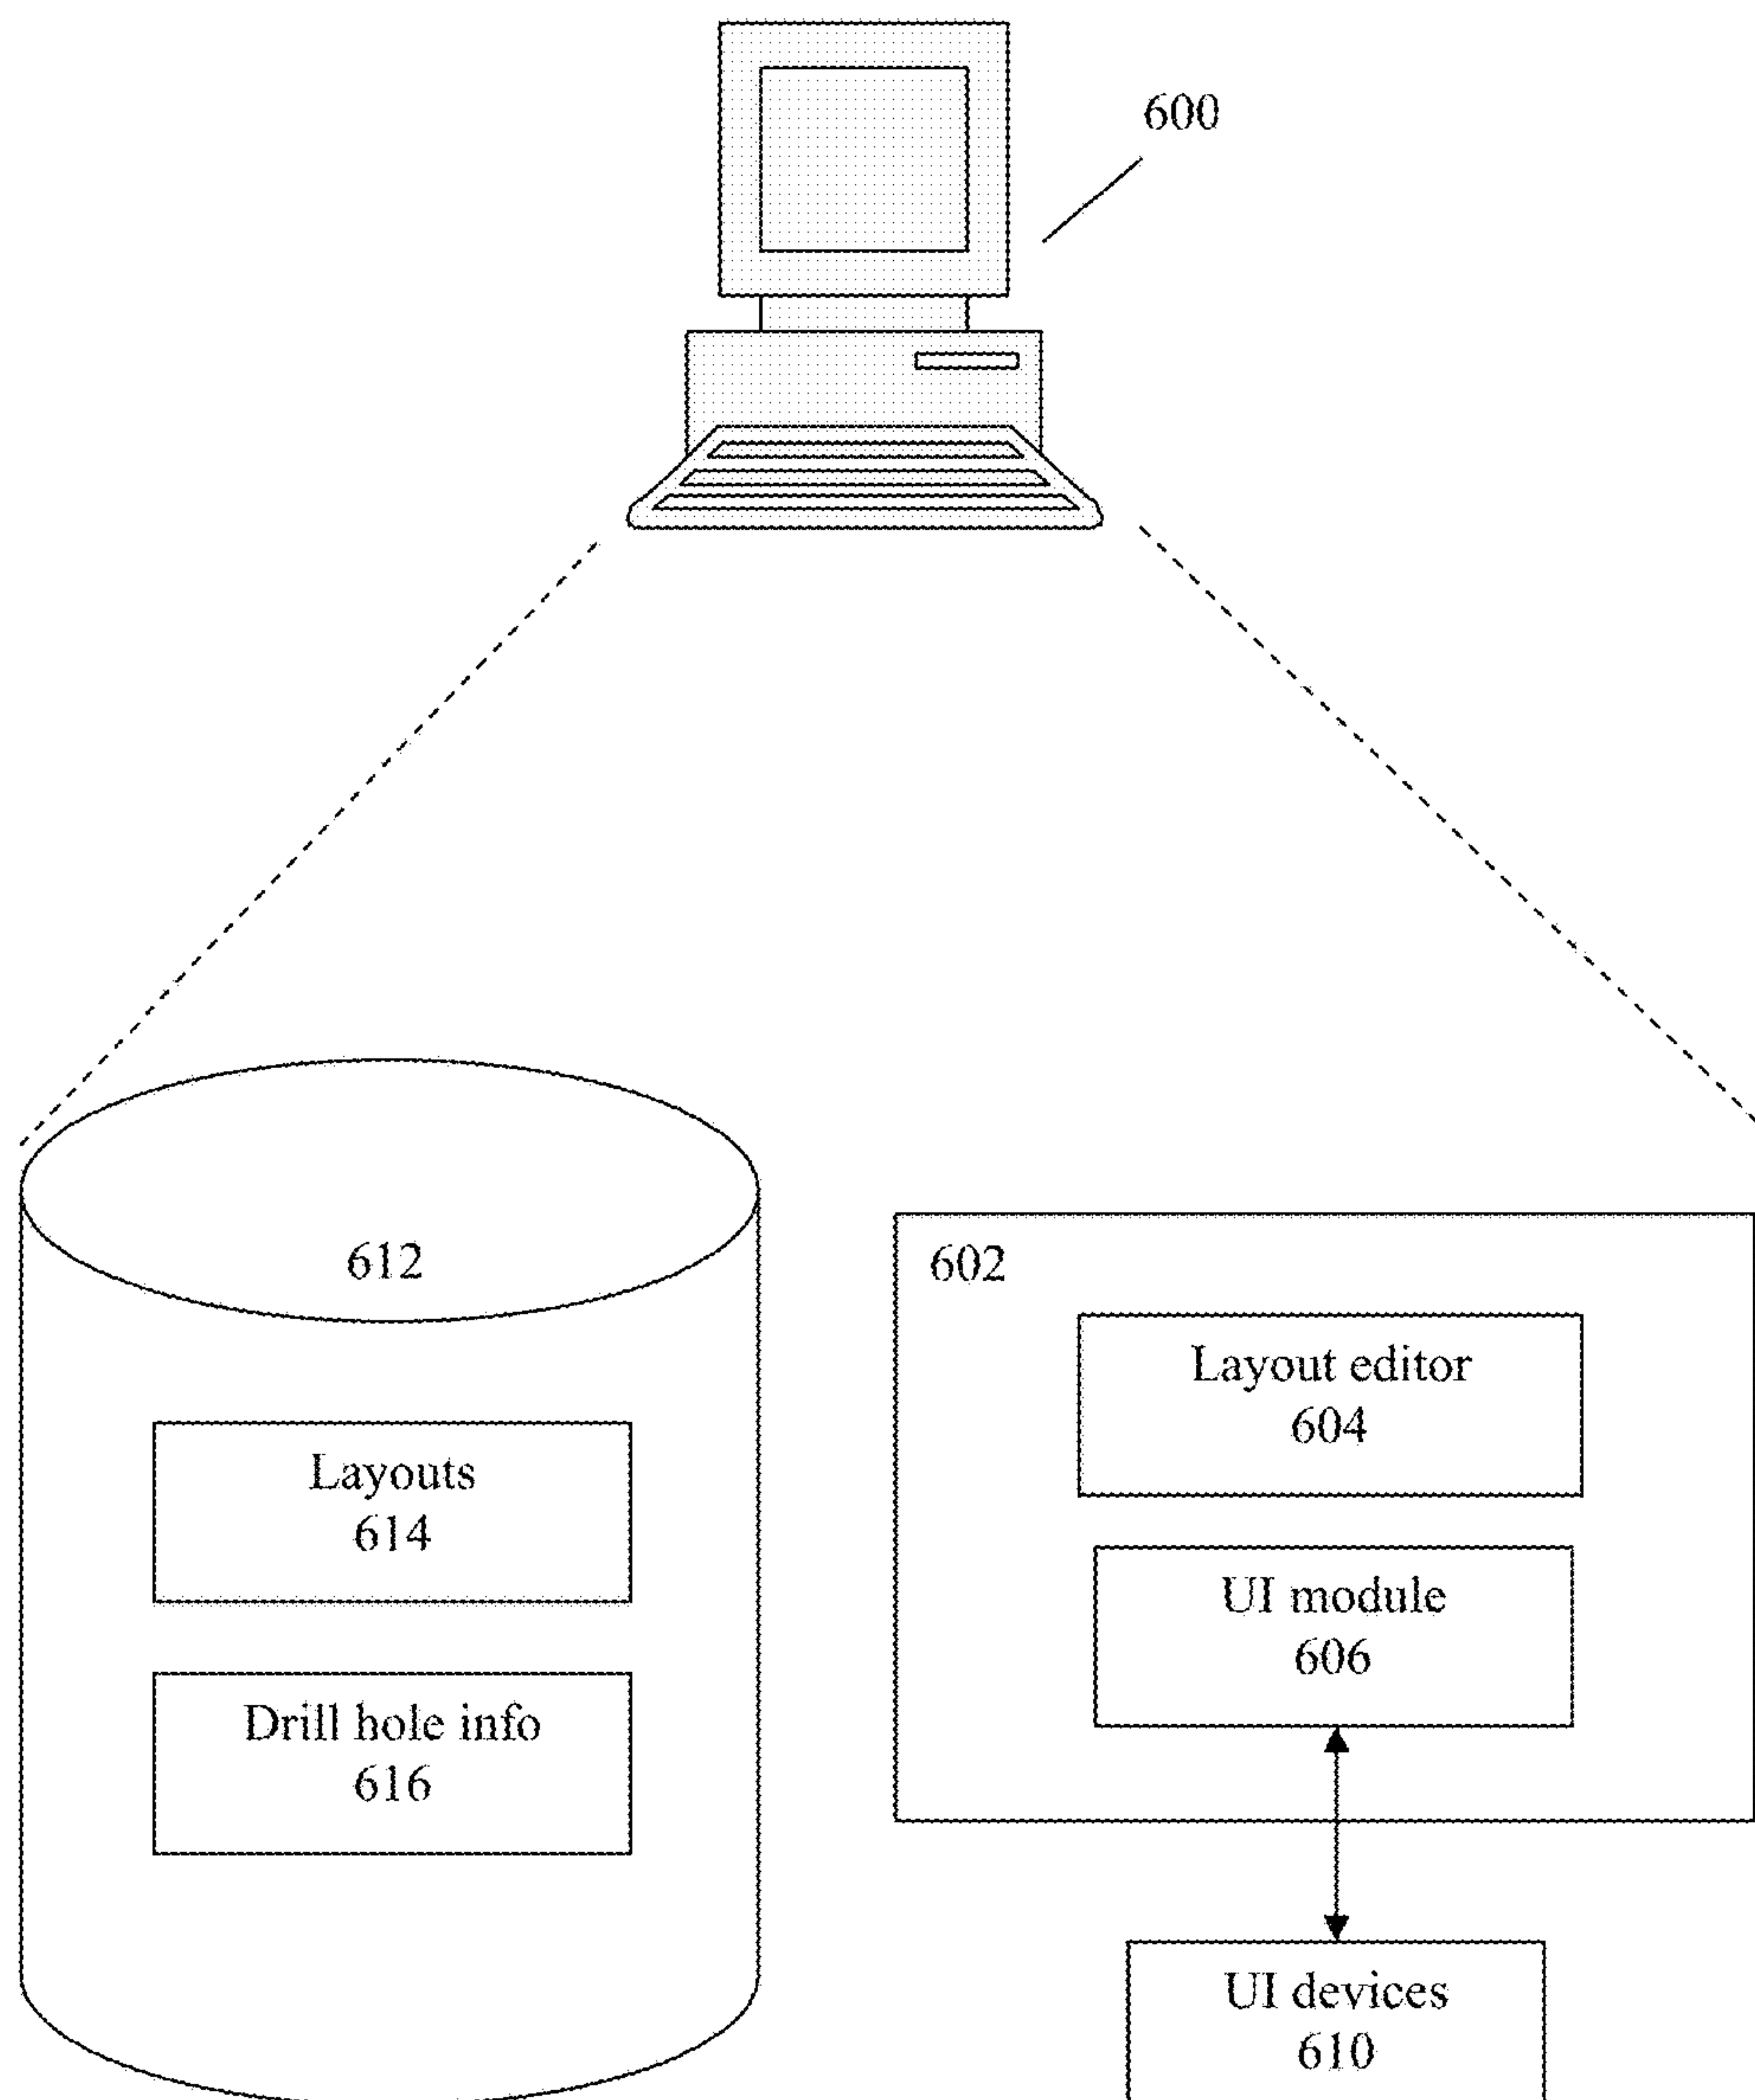 600
612
Layouts
614
Drill hole info
616
602
Layout editor
604
UI module
606
UI devices
610